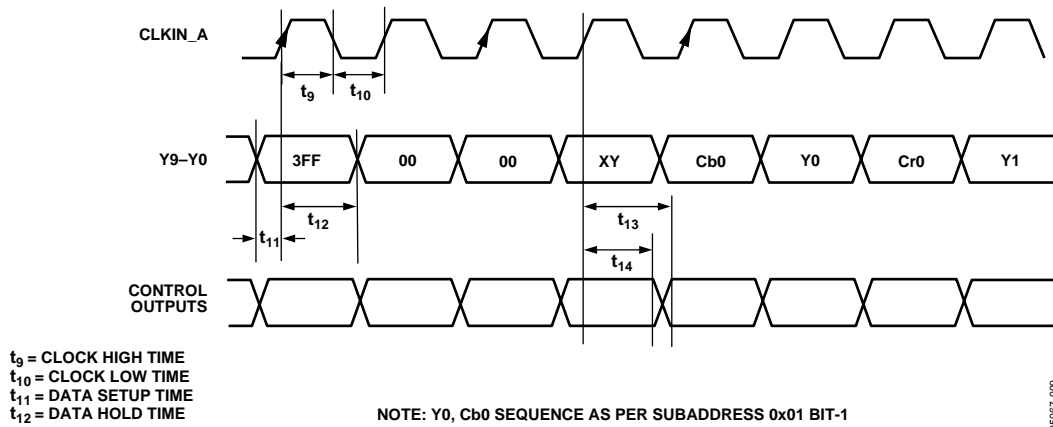 CLKIN_A
t9
t10
Y9–Y0
3FF
00
00
XY
Cb0
Y0
Cr0
Y1
t12
t13
t11
t14
CONTROL
OUTPUTS
t9 = CLOCK HIGH TIME
t10 = CLOCK LOW TIME
t11 = DATA SETUP TIME
t12 = DATA HOLD TIME
NOTE: Y0, Cb0 SEQUENCE AS PER SUBADDRESS 0x01 BIT-1